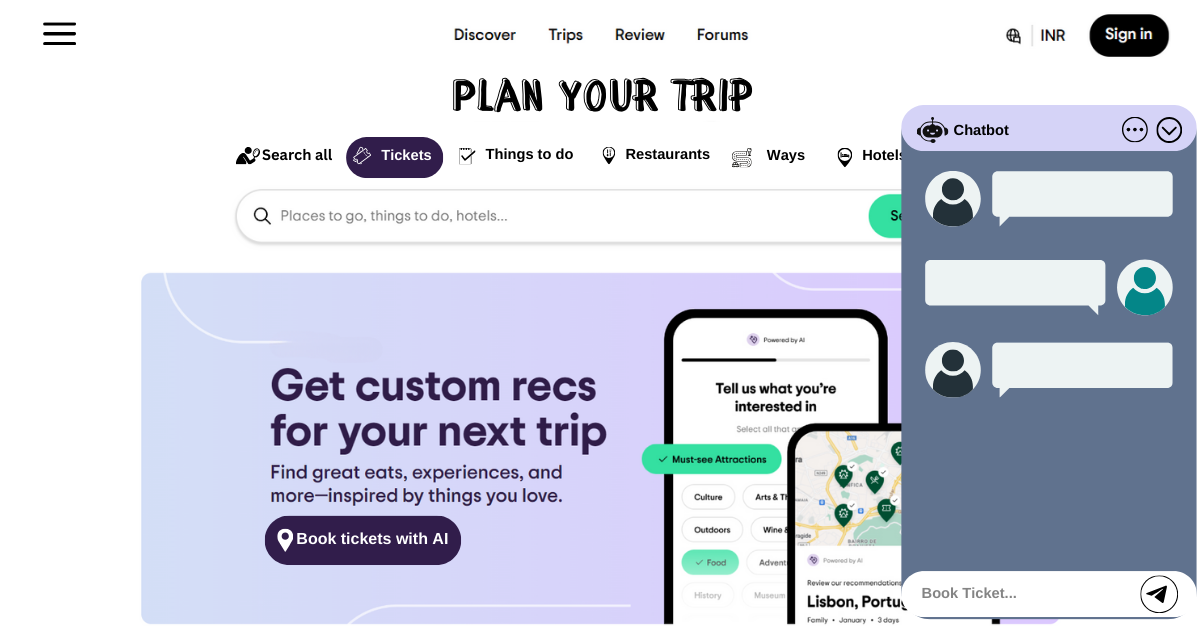 Discover Trips Review Forums INR Sign in
PLAN YOUR TRIP
Chatbot
Search all Tickets Things to do Restaurants Ways Hotels
Places to go, things to do, hotels...
Powered by AI
Tell us what you're
interested in
Select all that
Get custom recs
for your next trip
Find great eats, experiences, and
more—inspired by things you love.
Book tickets with AI
Must-see Attractions
Culture Arts &
Outdoors Wine &
Food
History Museum
BAIRRO DE
Powered by AI
Review our recommendations
Lisbon,
Family • January • 3 days
Book Ticket...